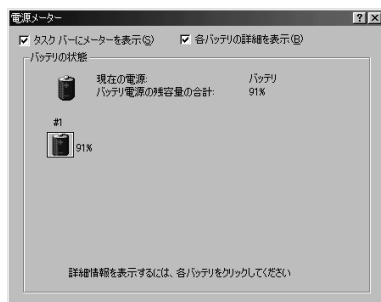 電源メーター
タスク バーにメーターを表示(S)
各バッテリの詳細を表示(B)
バッテリの状態
現在の電源: バッテリ
バッテリ電源の残容量の合計: 91%
#1
91%
詳細情報を表示するには、各バッテリをクリックしてください